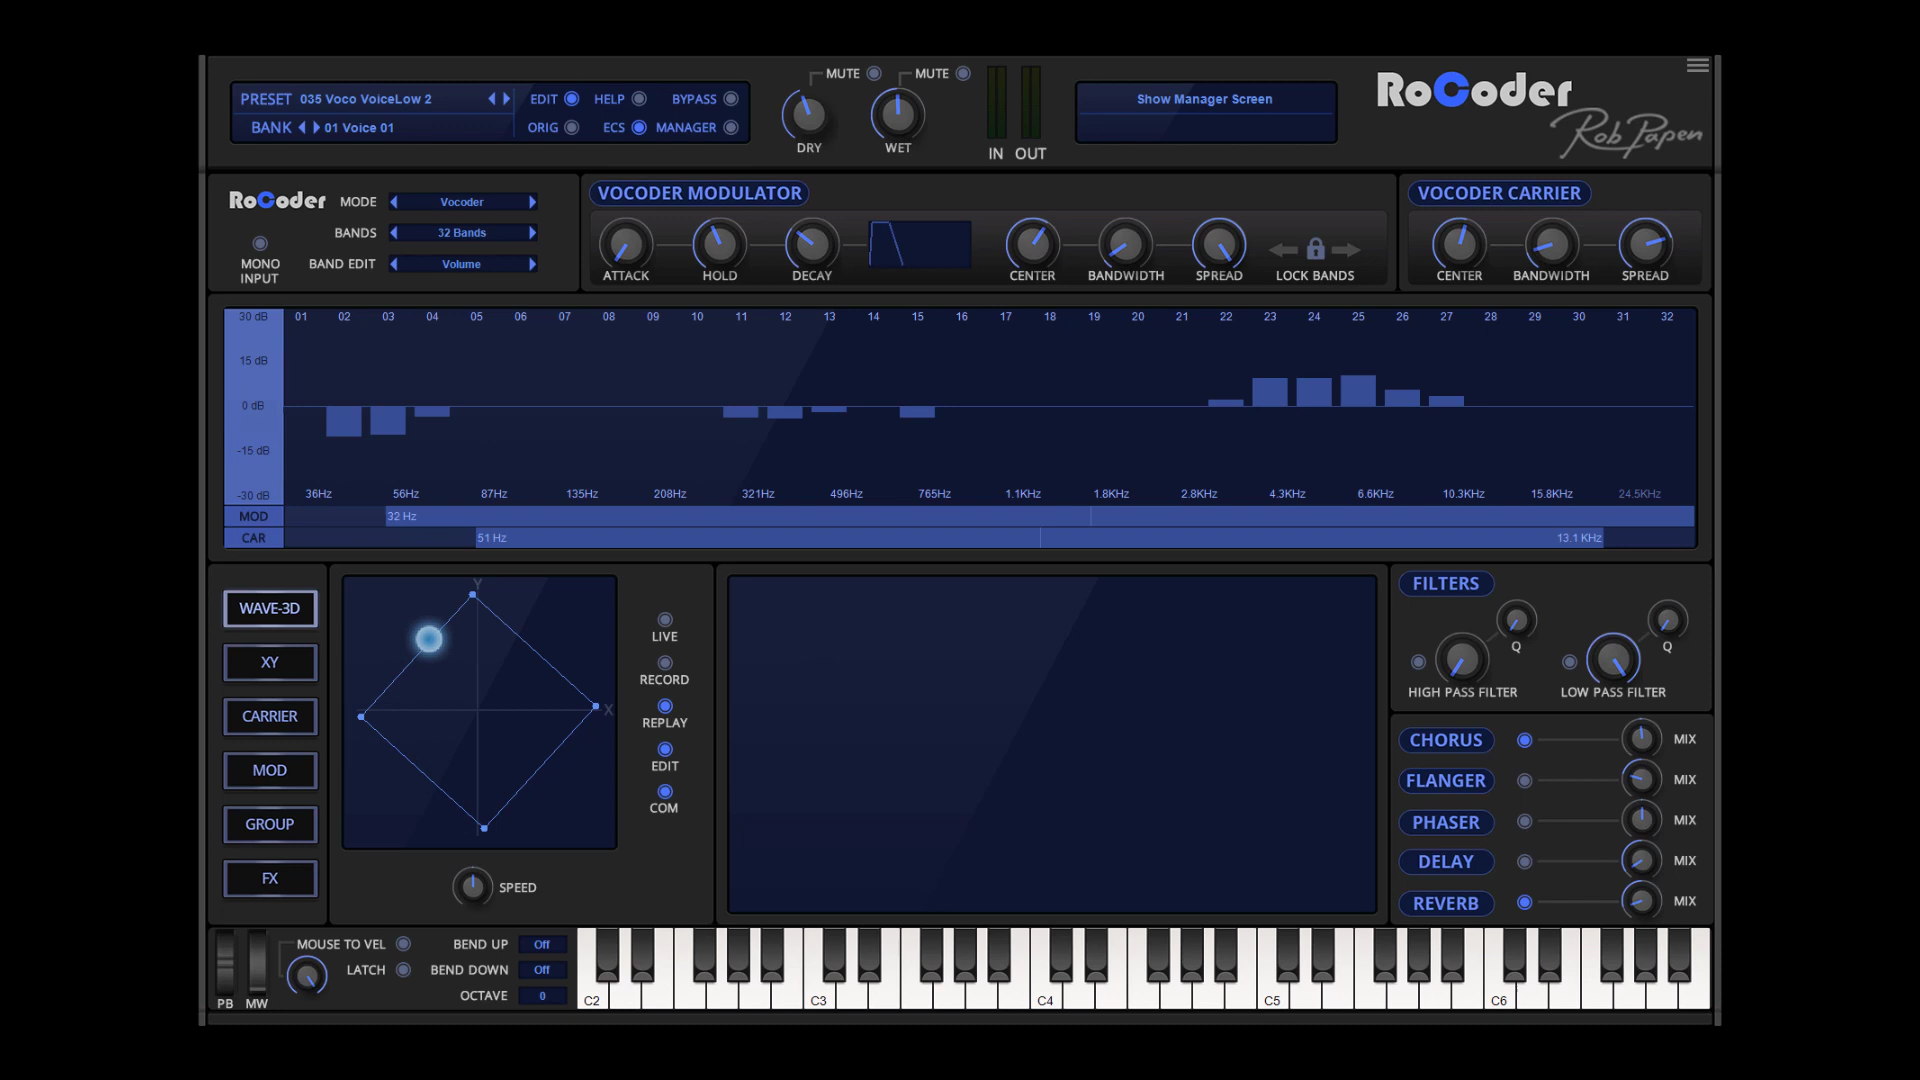 MUTE MUTE
PRESET 035 Voco VoiceLow 2 EDIT HELP BYPASS
BANK 01 Voice 01 ORIG ECS MANAGER
DRY WET IN OUT
Show Manager Screen
RoCoder
Rob Papen
RoCoder MODE Vocoder
BANDS 32 Bands
MONO INPUT BAND EDIT Volume
VOCODER MODULATOR
ATTACK HOLD DECAY CENTER BANDWIDTH SPREAD LOCK BANDS
VOCODER CARRIER
CENTER BANDWIDTH SPREAD
30 dB 01 02 03 04 05 06 07 08 09 10 11 12 13 14 15 16 17 18 19 20 21 22 23 24 25 26 27 28 29 30 31 32
15 dB
0 dB
-15 dB
-30 dB 36Hz 56Hz 87Hz 135Hz 208Hz 321Hz 496Hz 765Hz 1.1KHz 1.8KHz 2.8KHz 4.3KHz 6.6KHz 10.3KHz 15.8KHz 24.5KHz
MOD 32 Hz
CAR 51 Hz 13.1 KHz
WAVE-3D
XY
CARRIER
MOD
GROUP
FX
Y
X
LIVE
RECORD
REPLAY
EDIT
COM
SPEED
FILTERS
Q Q
HIGH PASS FILTER LOW PASS FILTER
CHORUS MIX
FLANGER MIX
PHASER MIX
DELAY MIX
REVERB MIX
MOUSE TO VEL BEND UP Off
LATCH BEND DOWN Off
OCTAVE 0
PB MW
C2 C3 C4 C5 C6